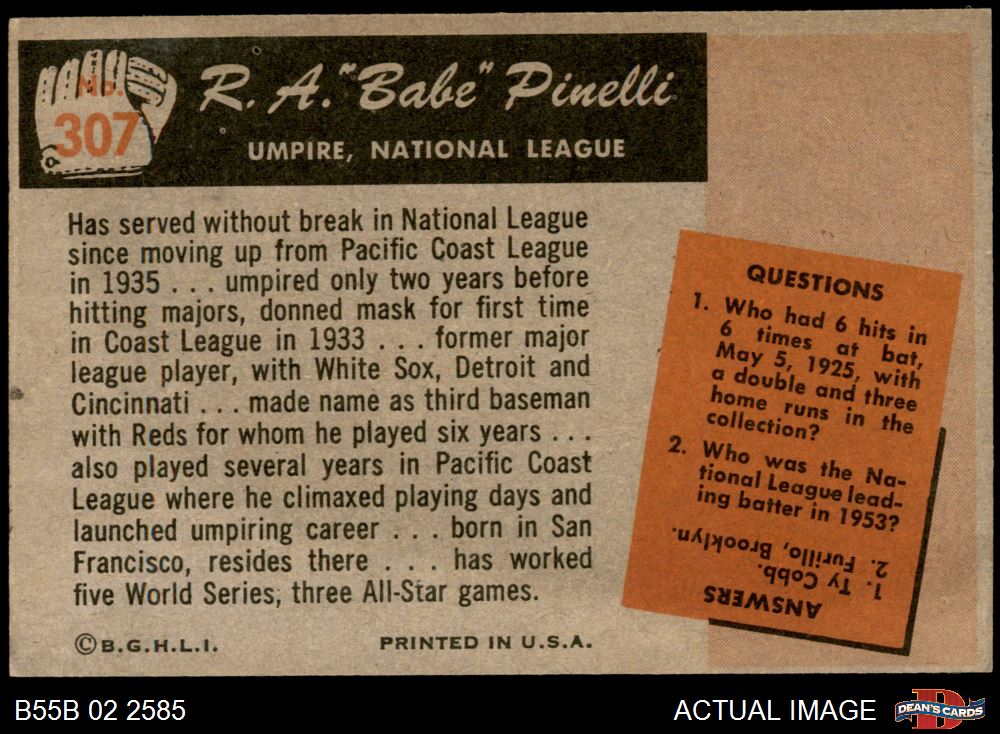 No.
307
R. A. "Babe" Pinelli
UMPIRE, NATIONAL LEAGUE
Has served without break in National League
since moving up from Pacific Coast League
in 1935 . . . umpired only two years before
hitting majors, donned mask for first time
in Coast League in 1933 . . . former major
league player, with White Sox, Detroit and
Cincinnati . . . made name as third baseman
with Reds for whom he played six years . . .
also played several years in Pacific Coast
League where he climaxed playing days and
launched umpiring career . . . born in San
Francisco, resides there . . . has worked
five World Series, three All-Star games.
©B.G.H.L.I.
PRINTED IN U.S.A.
QUESTIONS
1. Who had 6 hits in
6 times at bat,
May 5, 1925, with
a double and three
home runs in the
collection?
2. Who was the Na-
tional League lead-
ing batter in 1953?
ANSWERS
1. Ty Cobb.
2. Furillo, Brooklyn.
B55B 02 2585
ACTUAL IMAGE
D
DEAN'S CARDS